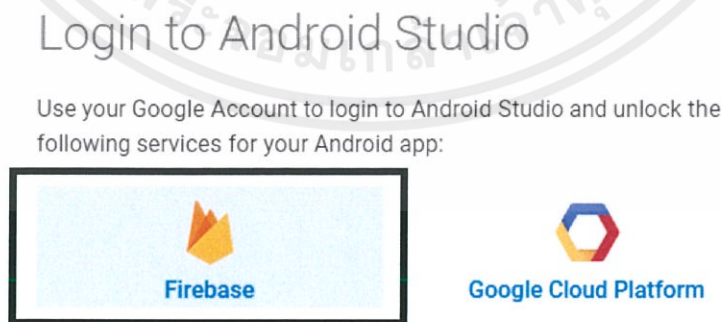 Login to Android Studio
Use your Google Account to login to Android Studio and unlock the
following services for your Android app:
Firebase
Google Cloud Platform